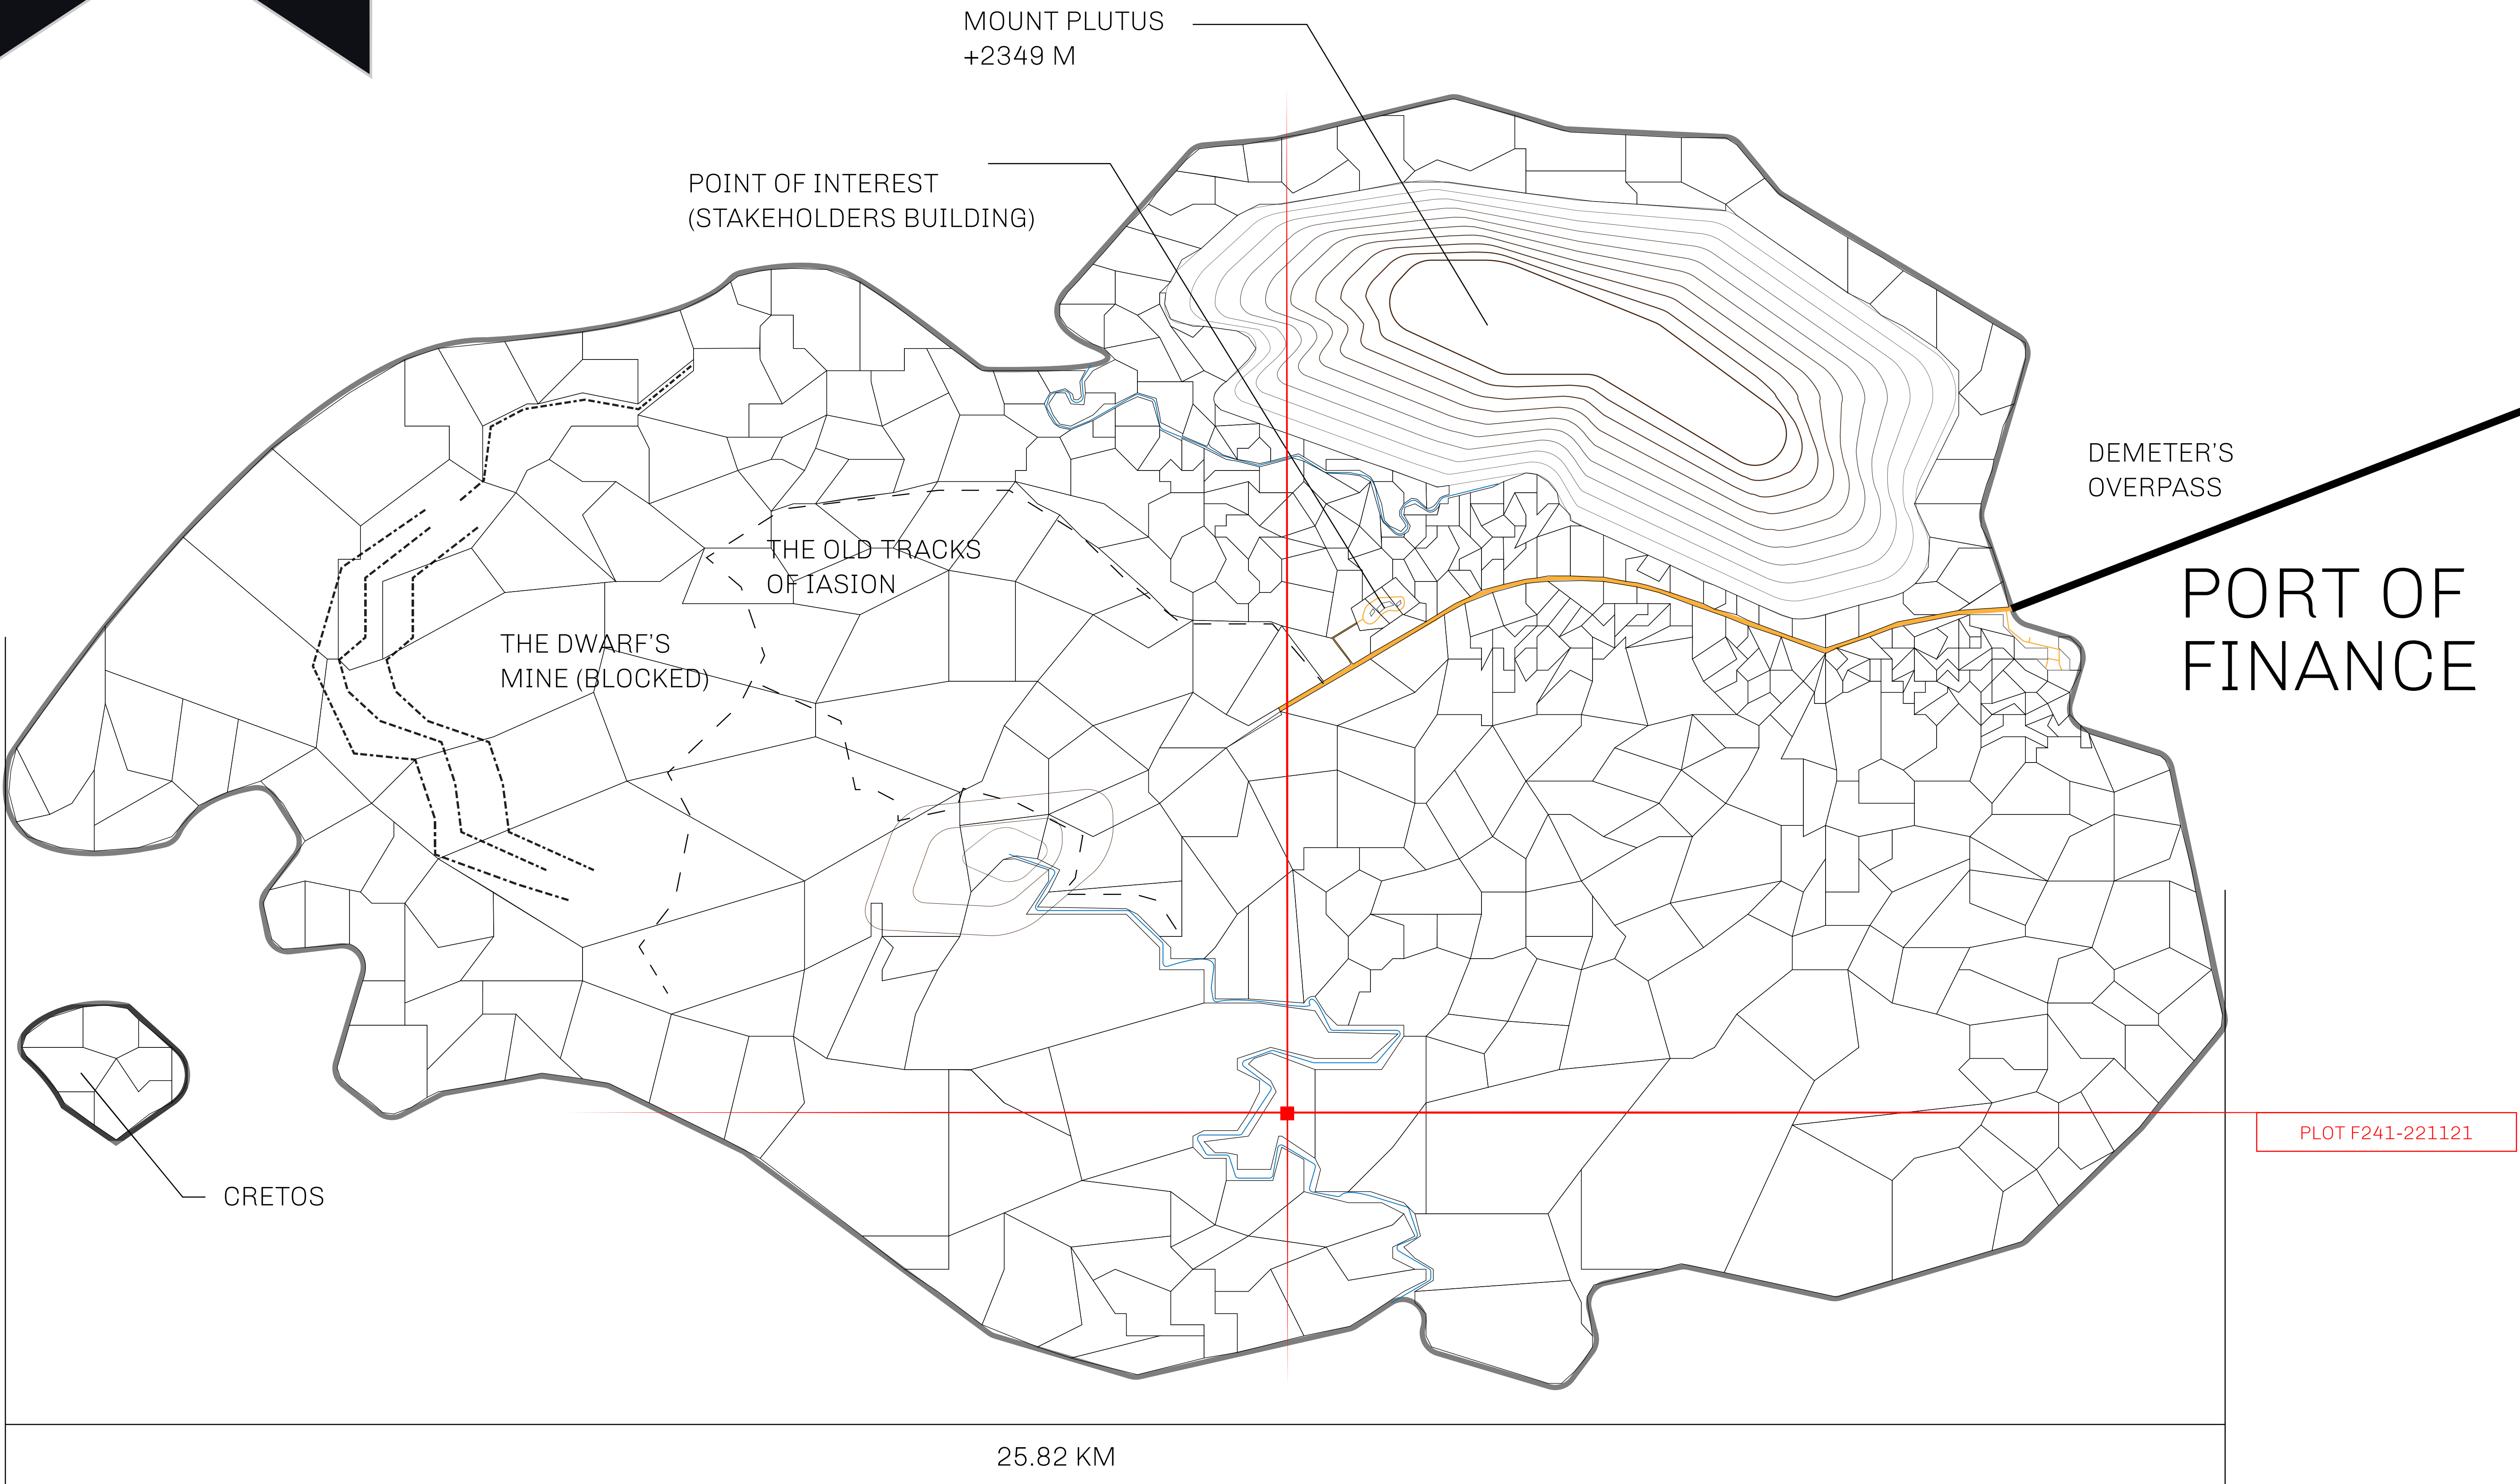 MOUNT PLUTUS
+2349 M
POINT OF INTEREST
(STAKEHOLDERS BUILDING)
DEMETER'S
OVERPASS
THE OLD TRACKS
OF IASION
PORT OF
FINANCE
THE DWARF'S
MINE (BLOCKED)
PLOT F241-221121
CRETOS
25.82 KM